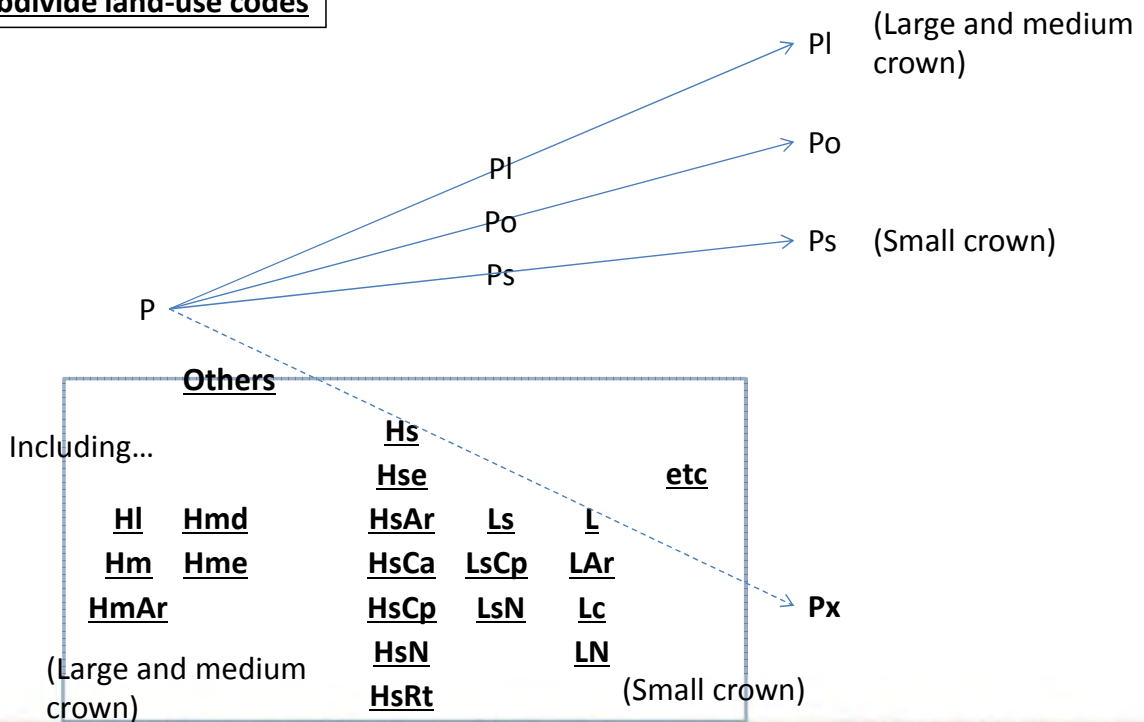 bdivide land-use codes
Pl (Large and medium
crown)
Po
Pl
Po
Ps (Small crown)
Ps
P
Others
Including...
Hs
Hse
etc
Hl Hmd HsAr Ls L
Hm Hme HsCa LsCp LAr
HmAr HsCp LsN Lc Px
HsN LN
(Large and medium
crown)
HsRt
(Small crown)